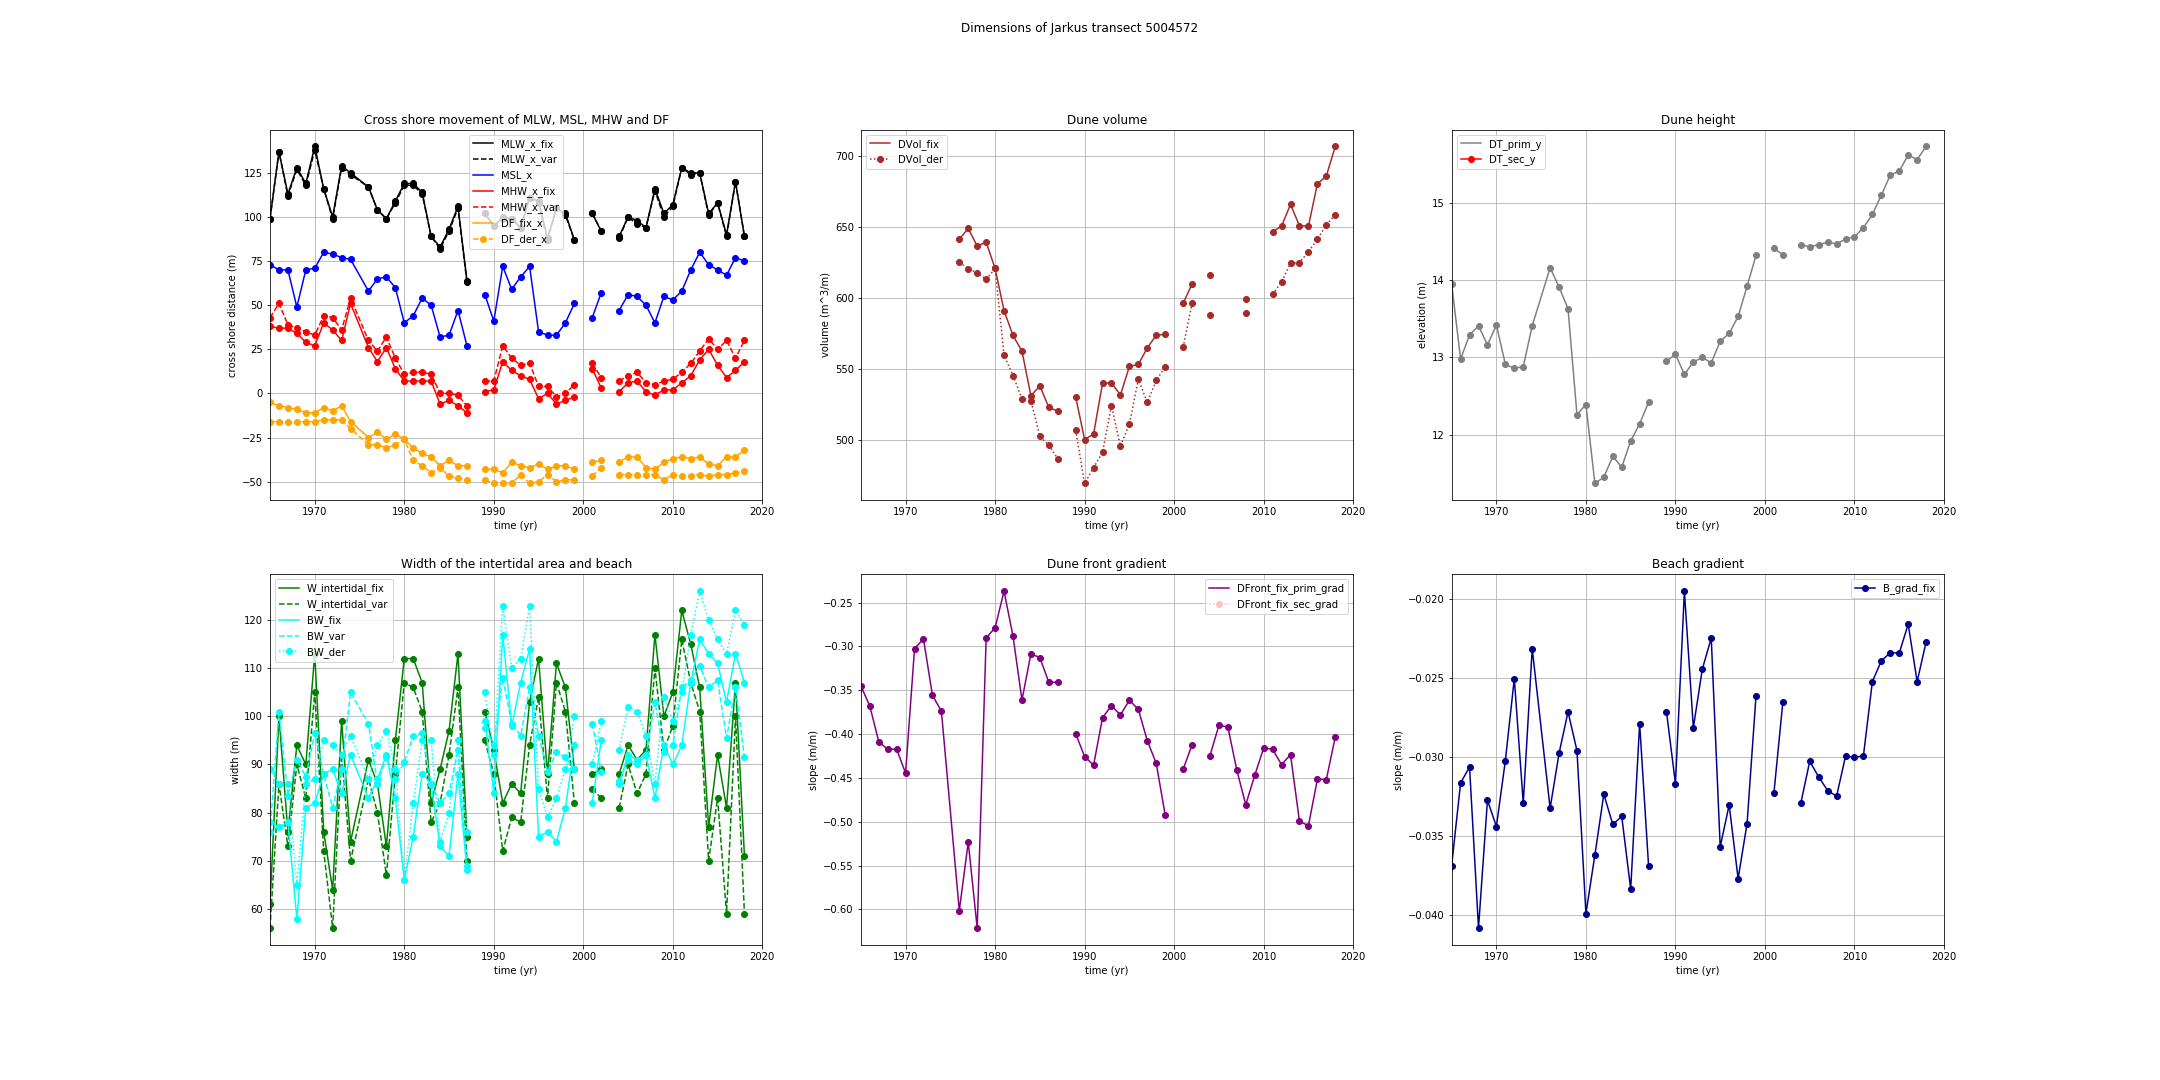 Dimensions of Jarkus transect 5004572
Cross shore movement of MLW, MSL, MHW and DF
cross shore distance (m)
125
100
75
50
25
0
−25
−50
MLW_x_fix
MLW_x_var
MSL_x
MHW_x_fix
MHW_x_var
DF_fix_x
DF_der_x
1970
1980
1990
2000
2010
2020
time (yr)
Dune volume
volume (m^3/m)
700
650
600
550
500
DVol_fix
DVol_der
1970
1980
1990
2000
2010
2020
time (yr)
Dune height
elevation (m)
15
14
13
12
DT_prim_y
DT_sec_y
1970
1980
1990
2000
2010
2020
time (yr)
Width of the intertidal area and beach
width (m)
120
110
100
90
80
70
60
W_intertidal_fix
W_intertidal_var
BW_fix
BW_var
BW_der
1970
1980
1990
2000
2010
2020
time (yr)
Dune front gradient
slope (m/m)
−0.25
−0.30
−0.35
−0.40
−0.45
−0.50
−0.55
−0.60
DFront_fix_prim_grad
DFront_fix_sec_grad
1970
1980
1990
2000
2010
2020
time (yr)
Beach gradient
slope (m/m)
−0.020
−0.025
−0.030
−0.035
−0.040
B_grad_fix
1970
1980
1990
2000
2010
2020
time (yr)